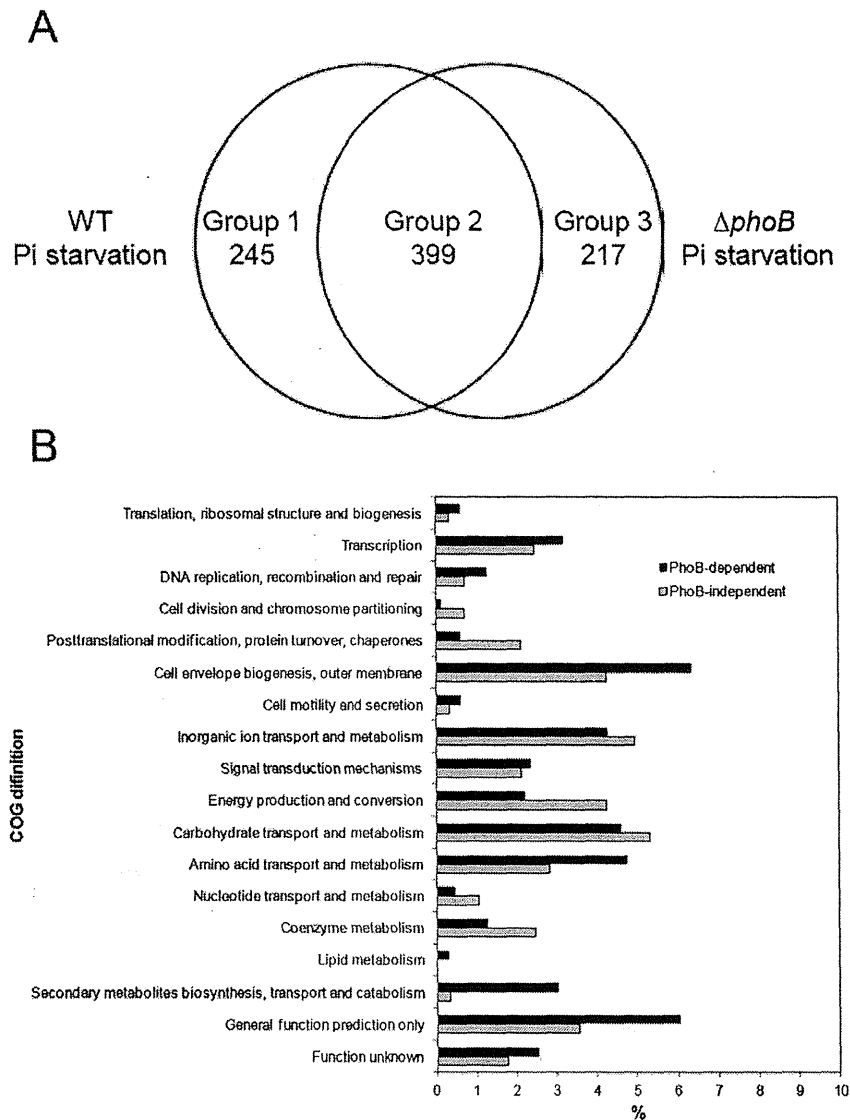 A
WT
Pi starvation
Group 1
245
Group 2
399
Group 3
217
ΔphoB
Pi starvation
B
COG difinition
Translation, ribosomal structure and biogenesis
Transcription
DNA replication, recombination and repair
Cell division and chromosome partitioning
Posttranslational modification, protein turnover, chaperones
Cell envelope biogenesis, outer membrane
Cell motility and secretion
Inorganic ion transport and metabolism
Signal transduction mechanisms
Energy production and conversion
Carbohydrate transport and metabolism
Amino acid transport and metabolism
Nucleotide transport and metabolism
Coenzyme metabolism
Lipid metabolism
Secondary metabolites biosynthesis, transport and catabolism
General function prediction only
Function unknown
PhoB-dependent
PhoB-independent
0 1 2 3 4 5 6 7 8 9 10
%